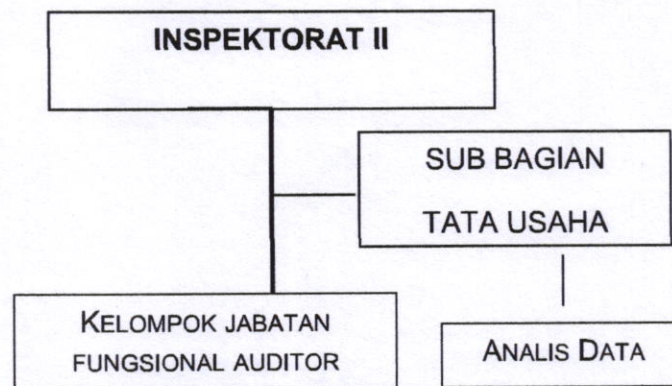 INSPEKTORAT II
SUB BAGIAN
TATA USAHA
KELOMPOK JABATAN
FUNGSIONAL AUDITOR
ANALIS DATA